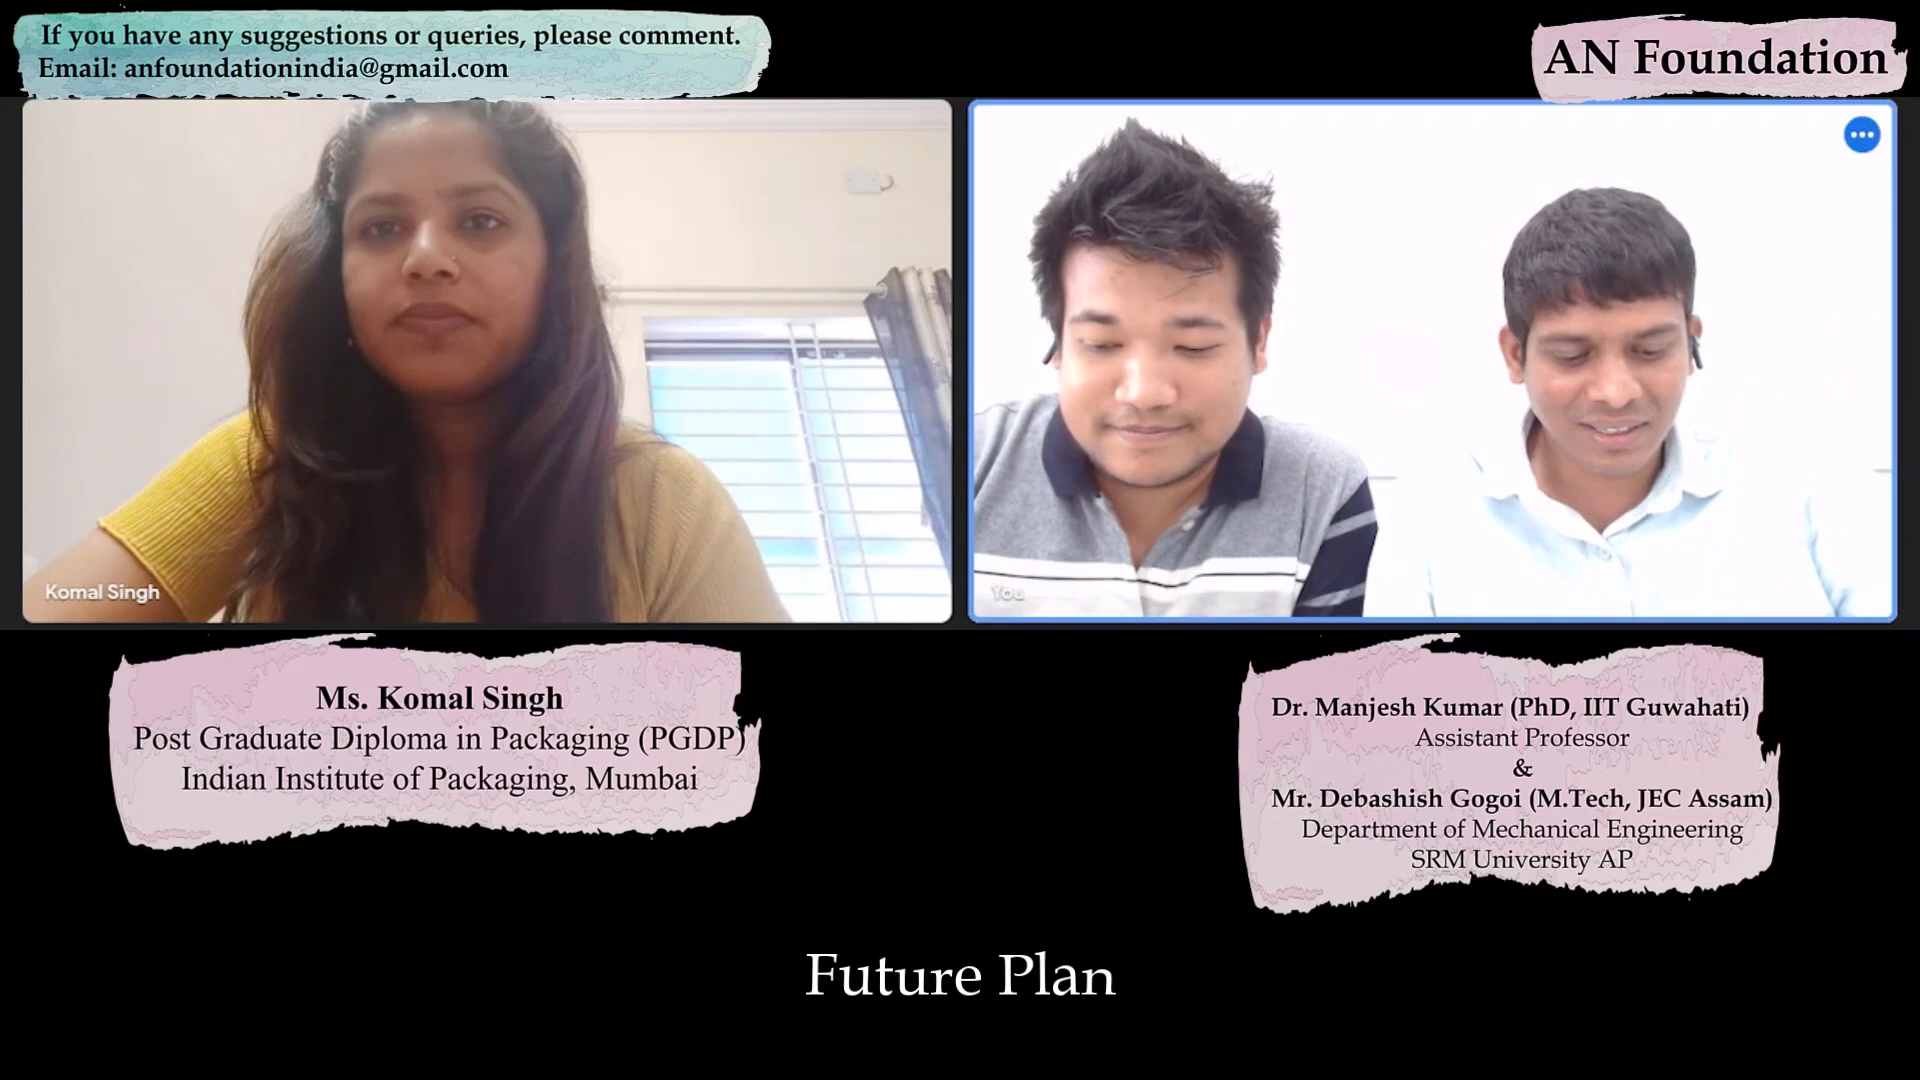 If you have any suggestions or queries, please comment.
Email: anfoundationindia@gmail.com
AN Foundation
Komal Singh
You
Ms. Komal Singh
Post Graduate Diploma in Packaging (PGDP)
Indian Institute of Packaging, Mumbai
Dr. Manjesh Kumar (PhD, IIT Guwahati)
Assistant Professor
&
Mr. Debashish Gogoi (M.Tech, JEC Assam)
Department of Mechanical Engineering
SRM University AP
Future Plan